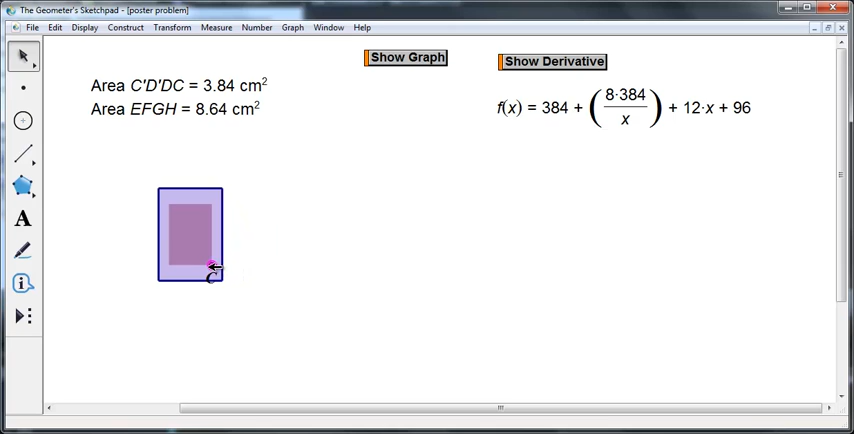 The Geometer's Sketchpad - [poster problem]
File Edit Display Construct Transform Measure Number Graph Window Help
Show Graph
Show Derivative
Area C'D'DC = 3.84 cm²
Area EFGH = 8.64 cm²
f(x) = 384 + (8·384/x) + 12·x + 96
C
A